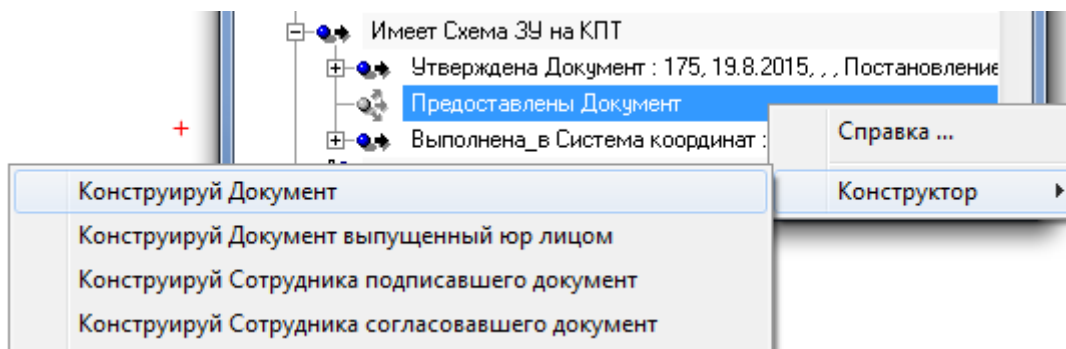 Имеет Схема ЗУ на КПТ
Утверждена Документ : 175, 19.8.2015, , , Постановление
Предоставлены Документ
Выполнена_в Система координат :
Справка ...
Конструктор
Конструируй Документ
Конструируй Документ выпущенный юр лицом
Конструируй Сотрудника подписавшего документ
Конструируй Сотрудника согласовавшего документ